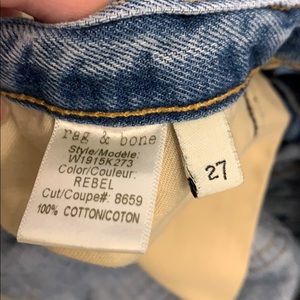 rag & bone
Style/Modèle:
W1915K273
Color/Couleur:
REBEL
Cut/Coupe#: 8659
100% COTTON/COTON
27